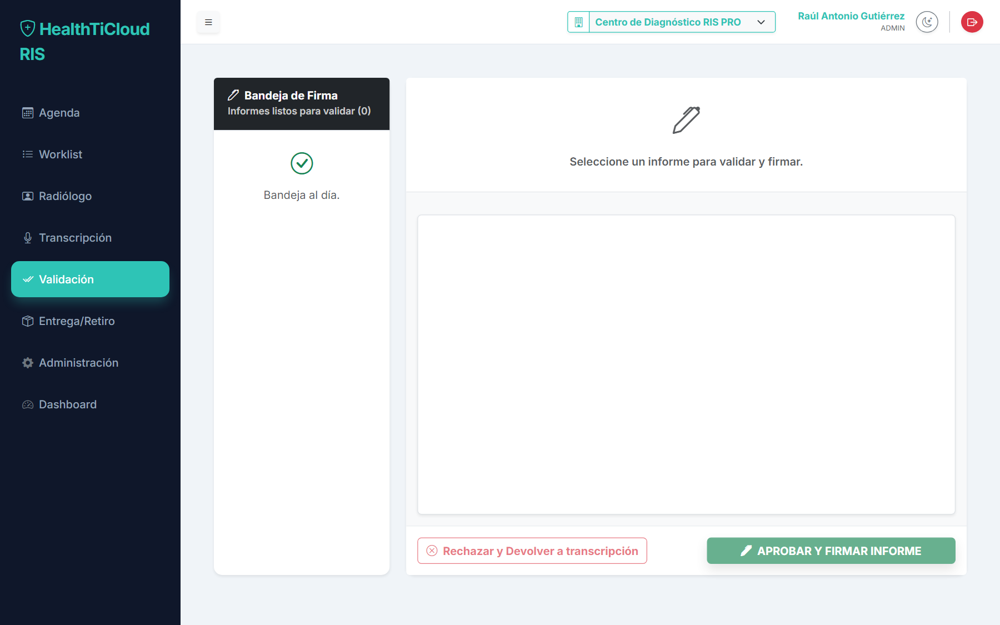 HealthTiCloud
RIS
Agenda
Worklist
Radiólogo
Transcripción
Validación
Entrega/Retiro
Administración
Dashboard
Centro de Diagnóstico RIS PRO
Raúl Antonio Gutiérrez
ADMIN
Bandeja de Firma
Informes listos para validar (0)
Bandeja al día.
Seleccione un informe para validar y firmar.
Rechazar y Devolver a transcripción
APROBAR Y FIRMAR INFORME